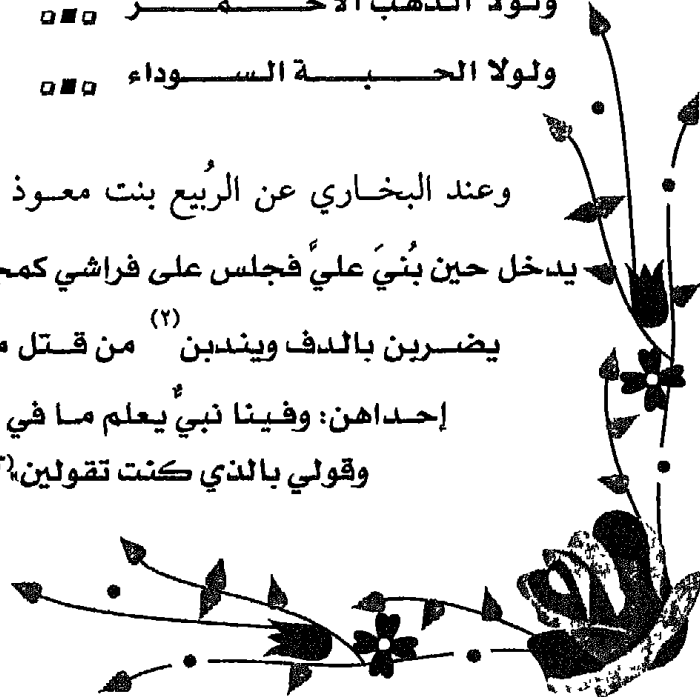 ولولا الذهب الأحمر
ولولا الحبة السوداء
وعند البخاري عن الرُبيع بنت معوذ
يدخل حين بُنيَ عليَّ فجلس على فراشي
يضربن بالدف ويندبن (٢) من قتل
إحداهن: وفينا نبيٌّ يعلم ما في
وقولي بالذي كنت تقولين»